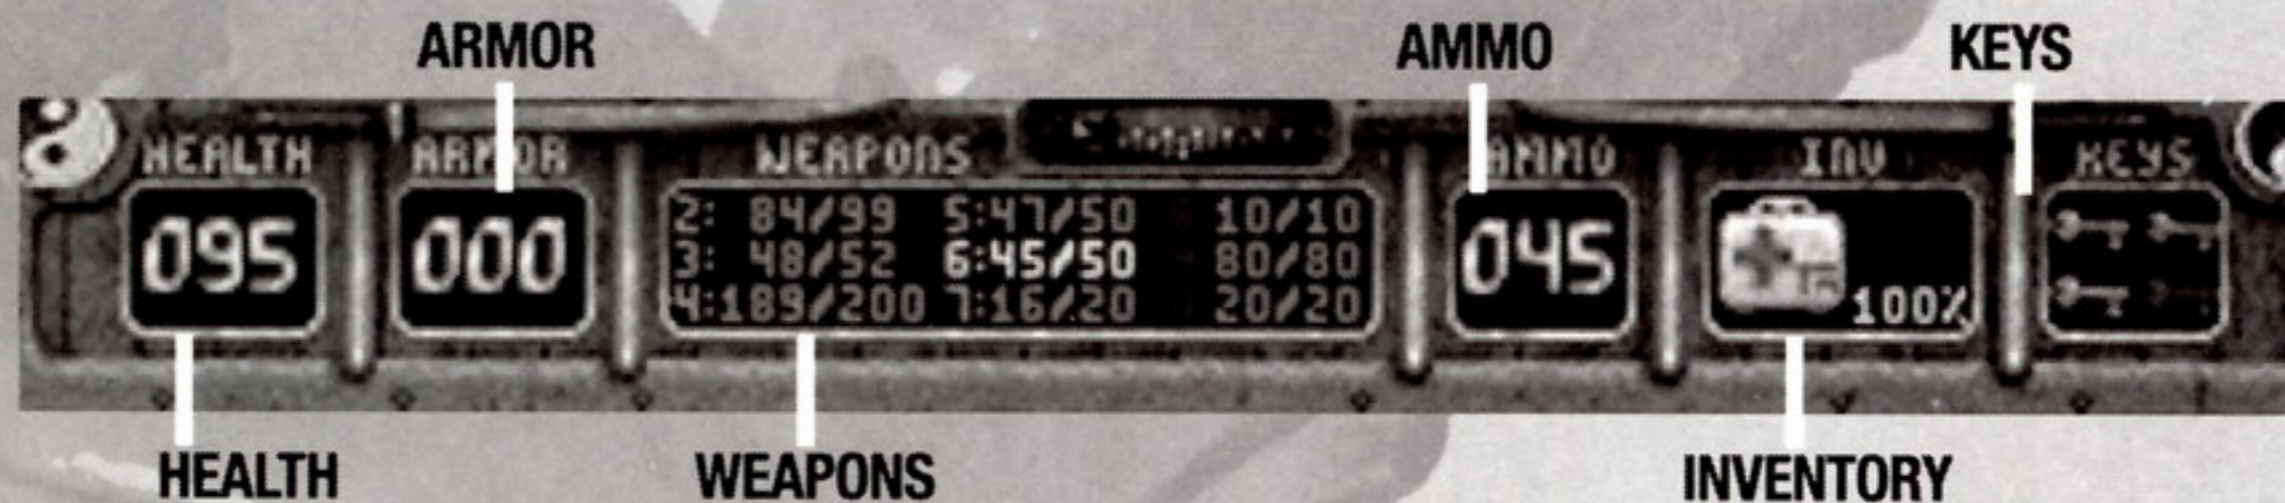 ARMOR AMMO KEYS
HEALTH ARMOR WEAPONS AMMO INV KEYS
2: 84/99 5:47/50 10/10
095 000 3: 48/52 6:45/50 80/80 045
4:189/200 7:16/20 20/20 100%
HEALTH WEAPONS INVENTORY